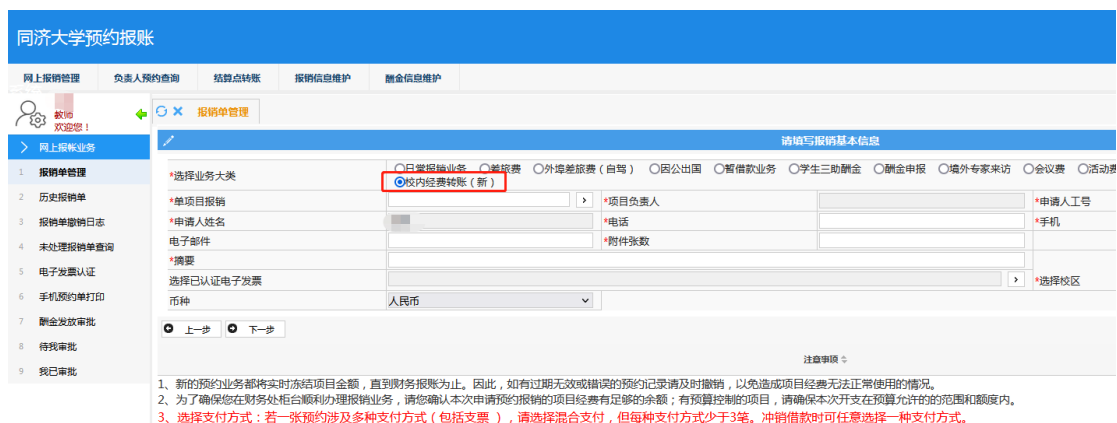 同济大学预约报账
网上报销管理 负责人预约查询 结算点转账 报销信息维护 酬金信息维护
教师
欢迎您！
报销单管理
网上报帐业务
请填写报销基本信息
1 报销单管理
2 历史报销单
3 报销单撤销日志
4 未处理报销单查询
5 电子发票认证
6 手机预约单打印
7 酬金发放审批
8 待我审批
9 我已审批
*选择业务大类
日常报销业务 差旅费 外埠差旅费（自驾） 因公出国 暂借款业务 学生三助酬金 酬金申报 境外专家来访 会议费 活动费
校内经费转账（新）
*单项目报销 *项目负责人 *申请人工号
*申请人姓名 *电话 *手机
电子邮件 *附件张数
*摘要
选择已认证电子发票 *选择校区
币种 人民币
上一步 下一步
注意事项
1、新的预约业务都将实时冻结项目金额，直到财务报账为止。因此，如有过期无效或错误的预约记录请及时撤销，以免造成项目经费无法正常使用的情况。
2、为了确保您在财务处柜台顺利办理报销业务，请您确认本次申请预约报销的项目经费有足够的余额；有预算控制的项目，请确保本次开支在预算允许的的范围和额度内。
3、选择支付方式：若一张预约涉及多种支付方式（包括支票 ），请选择混合支付，但每种支付方式少于3笔。冲销借款时可任意选择一种支付方式。